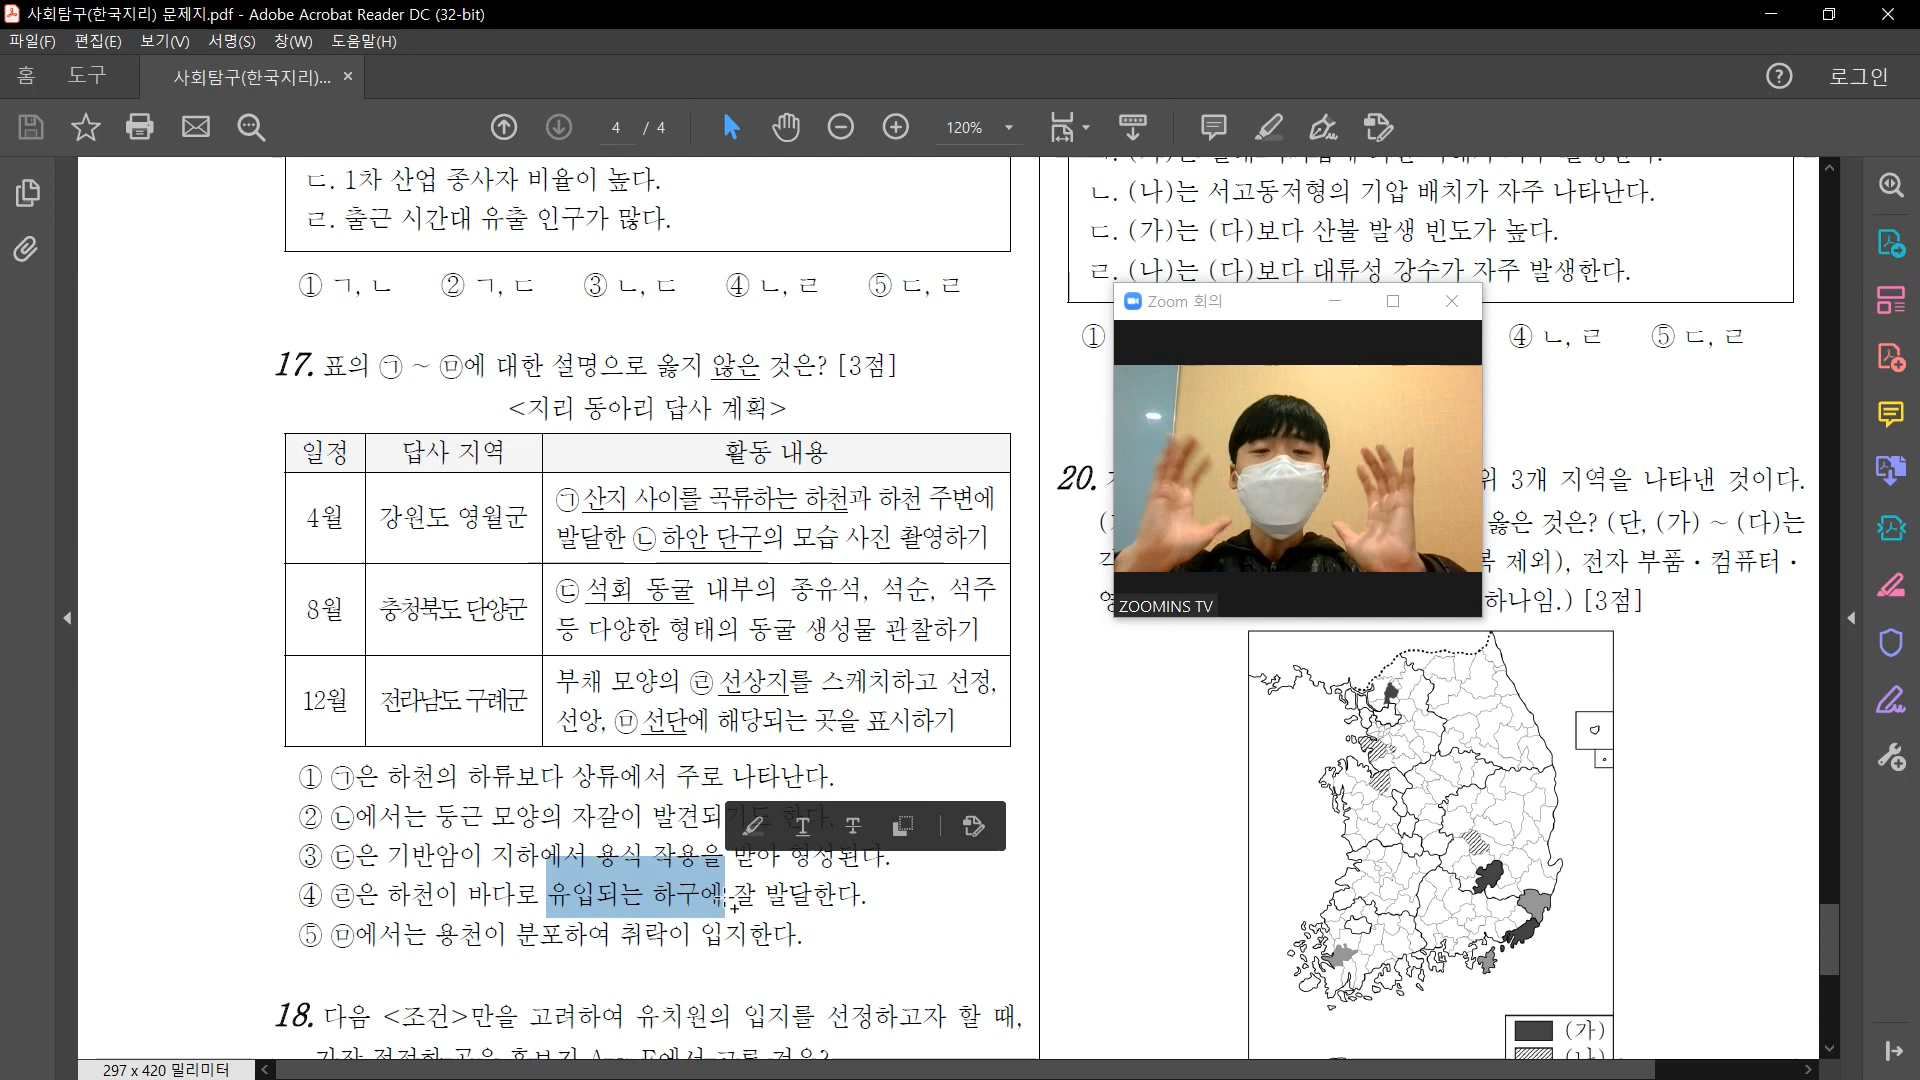 사회탐구(한국지리) 문제지.pdf - Adobe Acrobat Reader DC (32-bit)
파일(F) 편집(E) 보기(V) 서명(S) 창(W) 도움말(H)
홈 도구 사회탐구(한국지리)... × 로그인
4 / 4 120%
ㄷ. 1차 산업 종사자 비율이 높다.
ㄹ. 출근 시간대 유출 인구가 많다.
① ㄱ, ㄴ ② ㄱ, ㄷ ③ ㄴ, ㄷ ④ ㄴ, ㄹ ⑤ ㄷ, ㄹ
17. 표의 ㉠ ~ ㉤에 대한 설명으로 옳지 않은 것은? [3점]
<지리 동아리 답사 계획>
일정 답사 지역 활동 내용
4월 강원도 영월군 ㉠ 산지 사이를 곡류하는 하천과 하천 주변에
발달한 ㉡ 하안 단구의 모습 사진 촬영하기
8월 충청북도 단양군 ㉢ 석회 동굴 내부의 종유석, 석순, 석주
등 다양한 형태의 동굴 생성물 관찰하기
12월 전라남도 구례군 부채 모양의 ㉣ 선상지를 스케치하고 선정,
선앙, ㉤ 선단에 해당되는 곳을 표시하기
① ㉠은 하천의 하류보다 상류에서 주로 나타난다.
② ㉡에서는 둥근 모양의 자갈이 발견되기도 한다.
③ ㉢은 기반암이 지하에서 용식 작용을 받아 형성된다.
④ ㉣은 하천이 바다로 유입되는 하구에 잘 발달한다.
⑤ ㉤에서는 용천이 분포하여 취락이 입지한다.
18. 다음 <조건>만을 고려하여 유치원의 입지를 선정하고자 할 때,
ㄴ. (나)는 서고동저형의 기압 배치가 자주 나타난다.
ㄷ. (가)는 (다)보다 산불 발생 빈도가 높다.
ㄹ. (나)는 (다)보다 대류성 강수가 자주 발생한다.
① ④ ㄴ, ㄹ ⑤ ㄷ, ㄹ
Zoom 회의
ZOOMINS TV
20. 위 3개 지역을 나타낸 것이다.
옳은 것은? (단, (가) ~ (다)는
제외), 전자 부품·컴퓨터·
하나임.) [3점]
(가)
(나)
297 x 420 밀리미터